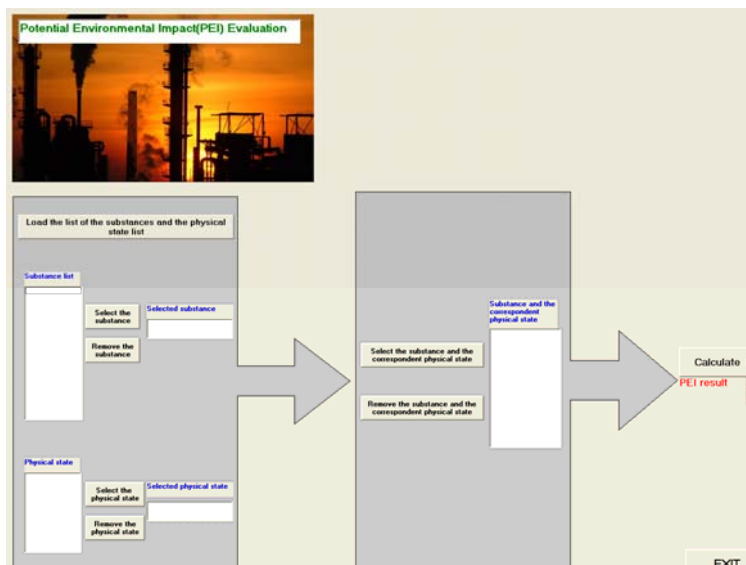 Potential Environmental Impact(PEI) Evaluation
Load the list of the substances and the physical
state list
Substance list
Select the
substance
Selected substance
Remove the
substance
Physical state
Select the
physical state
Selected physical state
Remove the
physical state
Substance and the
correspondent
physical state
Select the substance and the
correspondent physical state
Remove the substance and the
correspondent physical state
Calculate
PEI result
EXIT